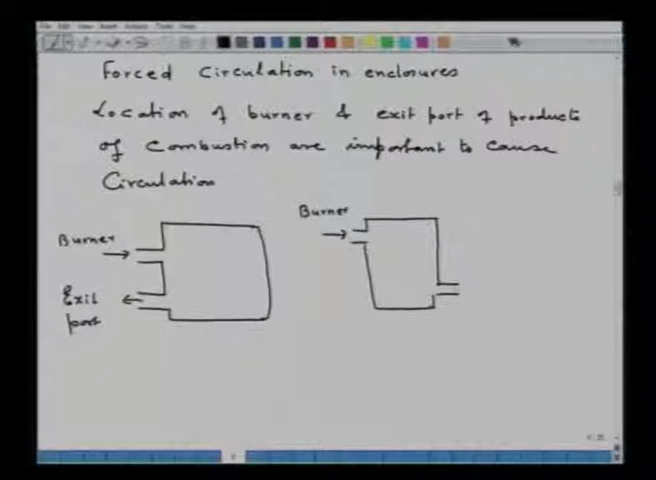 Forced Circulation in enclosures
Location of burner & exit port of products
of Combustion are important to cause
Circulation
Burner
Burner
Exit
port